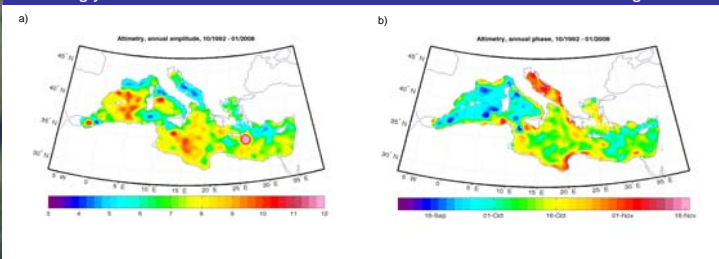 a)
Altimetry, annual amplitude, 10/1992 - 01/2008
45° N
40° N
35° N
30° N
5 W
0
5 E
10 E
15 E
20 E
25 E
30 E
35 E
3 4 5 6 7 8 9 10 11 12
b)
Altimetry, annual phase, 10/1992 - 01/2008
45° N
40° N
35° N
30° N
5 W
0
5 E
10 E
15 E
20 E
25 E
30 E
35 E
16-Sep 01-Oct 16-Oct 01-Nov 16-Nov